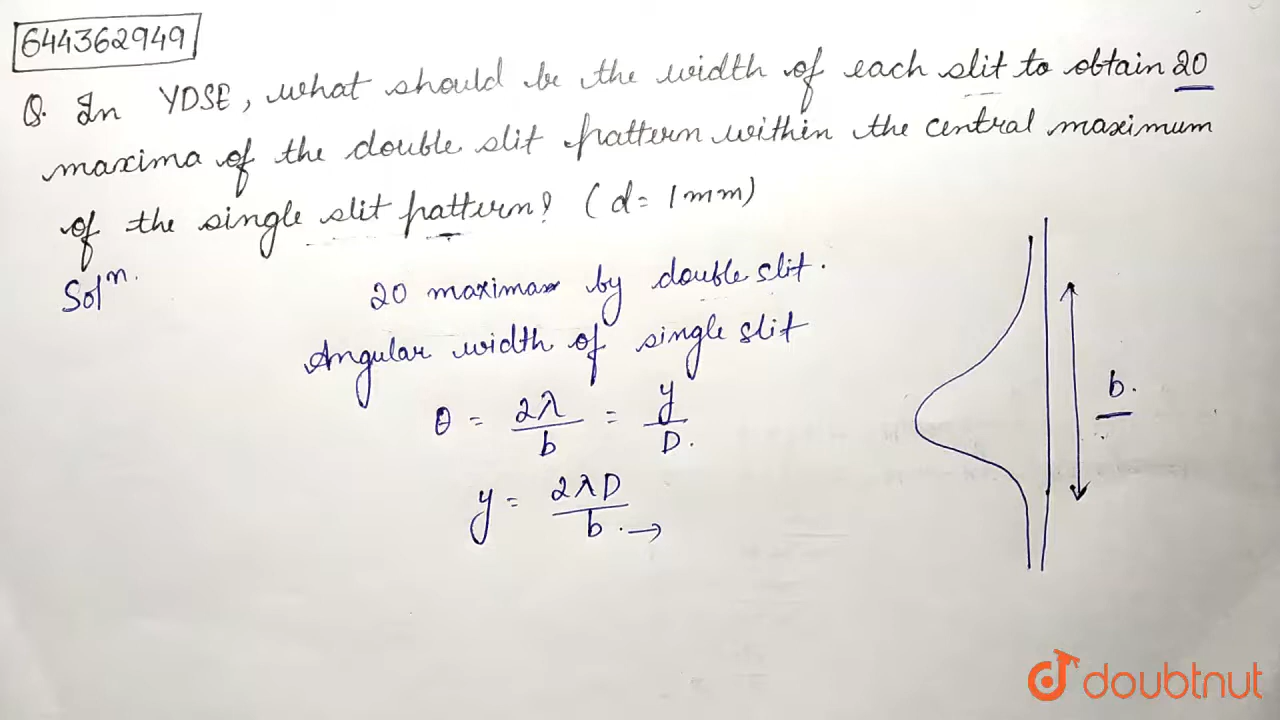 644362949
Q. In YDSE, what should be the width of each slit to obtain 20
maxima of the double slit pattern within the central maximum
of the single slit pattern? (d = 1mm)
Solⁿ.
20 maxima by double slit.
Angular width of single slit
θ = 2λ/b = y/D.
y = 2λD/b. →
b.
doubtnut